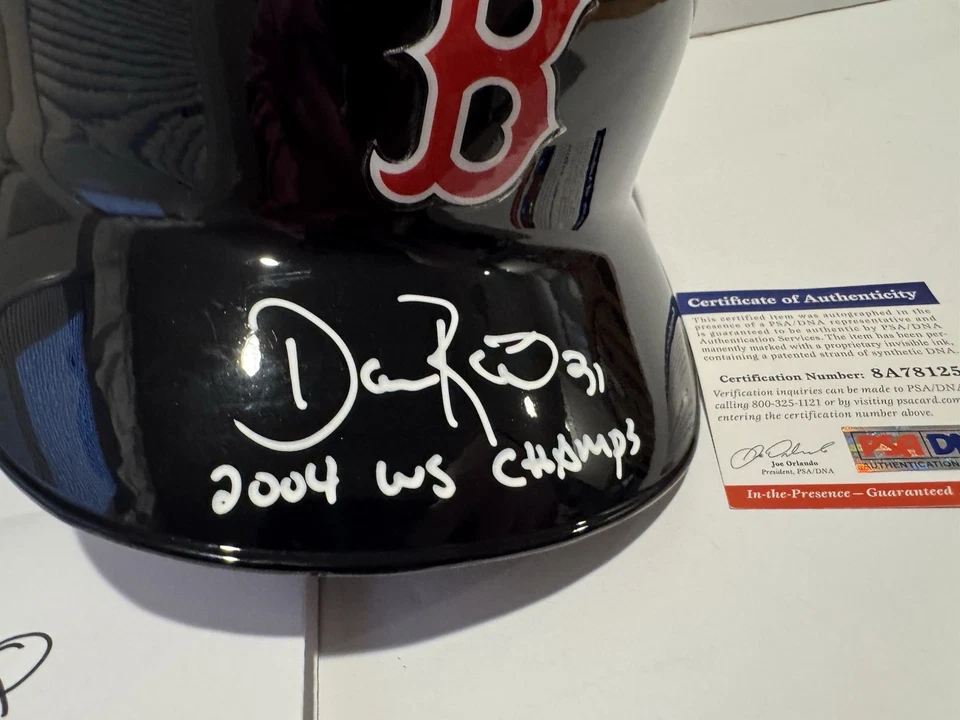 B
Dave Roberts 31
2004 WS CHAMPS
Certificate of Authenticity
This certified item was autographed in the
presence of a PSA/DNA representative and
is guaranteed to be authentic by PSA/DNA
Authentication Services. The item has been per-
manently marked with a proprietary invisible ink,
containing a patented strand of synthetic DNA.
Certification Number: 8A78125
Verification inquiries can be made to PSA/DNA
calling 800-325-1121 or by visiting psacard.com
entering the certification number above.
Joe Orlando
President, PSA/DNA
AUTHENTICATION
In-the-Presence—Guaranteed